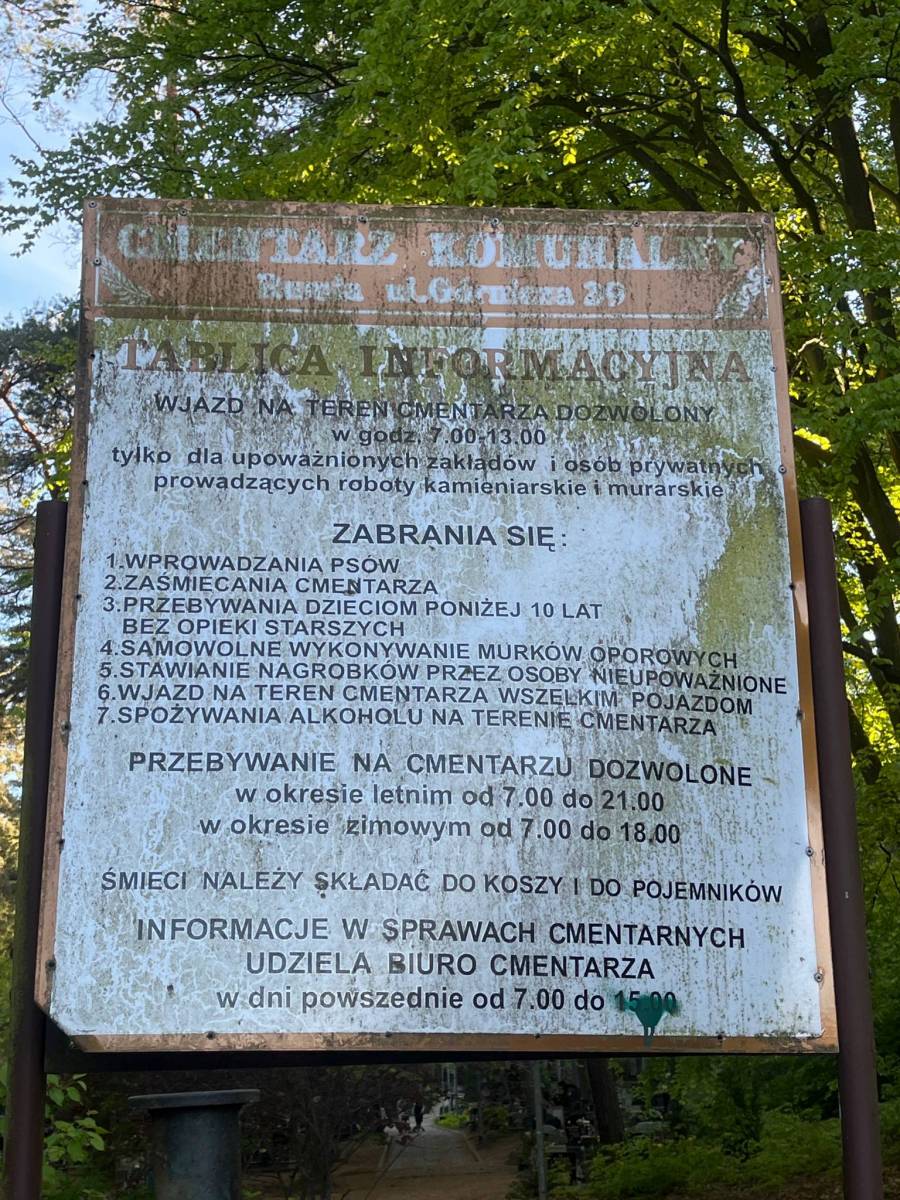 CMENTARZ KOMUNALNY
Rumia ul.Górnicza 29
TABLICA INFORMACYJNA
WJAZD NA TEREN CMENTARZA DOZWOLONY
w godz. 7.00-13.00
tylko dla upoważnionych zakładów i osób prywatnych
prowadzących roboty kamieniarskie i murarskie
ZABRANIA SIĘ:
1.WPROWADZANIA PSÓW
2.ZAŚMIECANIA CMENTARZA
3.PRZEBYWANIA DZIECIOM PONIŻEJ 10 LAT
BEZ OPIEKI STARSZYCH
4.SAMOWOLNE WYKONYWANIE MURKÓW OPOROWYCH
5.STAWIANIE NAGROBKÓW PRZEZ OSOBY NIEUPOWAŻNIONE
6.WJAZD NA TEREN CMENTARZA WSZELKIM POJAZDOM
7.SPOŻYWANIA ALKOHOLU NA TERENIE CMENTARZA
PRZEBYWANIE NA CMENTARZU DOZWOLONE
w okresie letnim od 7.00 do 21.00
w okresie zimowym od 7.00 do 18.00
ŚMIECI NALEŻY SKŁADAĆ DO KOSZY I DO POJEMNIKÓW
INFORMACJE W SPRAWACH CMENTARNYCH
UDZIELA BIURO CMENTARZA
w dni powszednie od 7.00 do 15.00